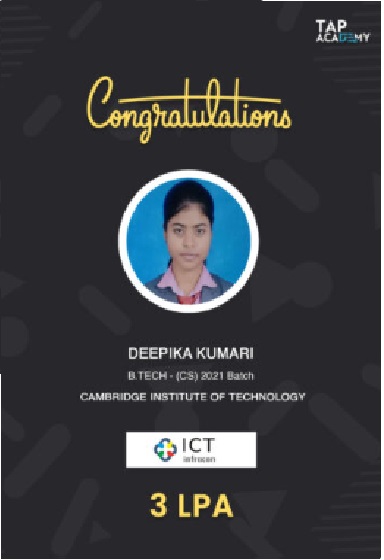 TAP
ACADEMY
Congratulations
DEEPIKA KUMARI
B.TECH - (CS) 2021 Batch
CAMBRIDGE INSTITUTE OF TECHNOLOGY
ICT
infracon
3 LPA